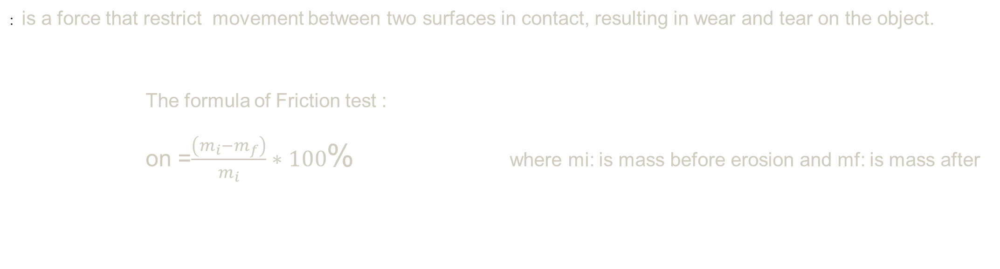 : is a force that restrict movement between two surfaces in contact, resulting in wear and tear on the object.
The formula of Friction test :
on =(mᵢ−m_f)/mᵢ * 100% where mi: is mass before erosion and mf: is mass after